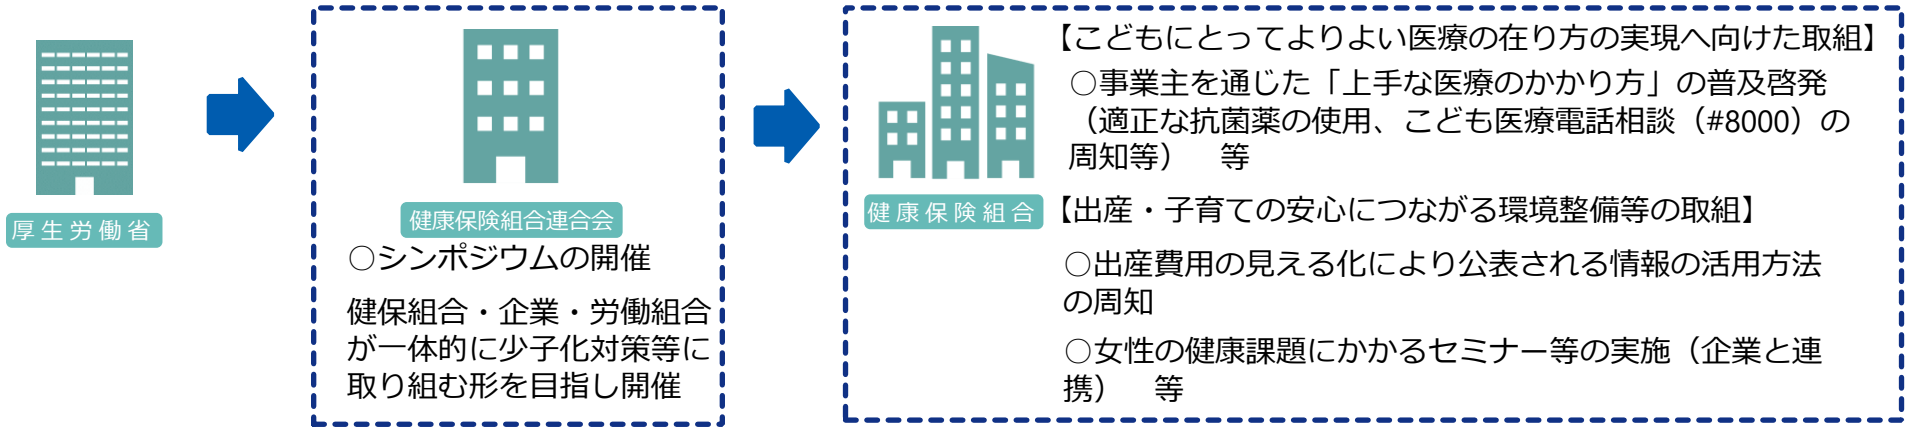 厚生労働省
健康保険組合連合会
○シンポジウムの開催
健保組合・企業・労働組合
が一体的に少子化対策等に
取り組む形を目指し開催
健康保険組合
【こどもにとってよりよい医療の在り方の実現へ向けた取組】
○事業主を通じた「上手な医療のかかり方」の普及啓発
（適正な抗菌薬の使用、こども医療電話相談（#8000）の
周知等）　等
【出産・子育ての安心につながる環境整備等の取組】
○出産費用の見える化により公表される情報の活用方法
の周知
○女性の健康課題にかかるセミナー等の実施（企業と連
携）　等